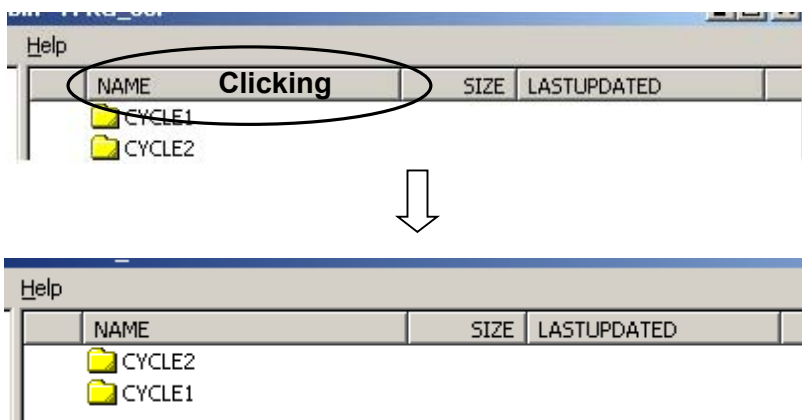 Help
NAME Clicking SIZE LASTUPDATED
CYCLE1
CYCLE2
Help
NAME SIZE LASTUPDATED
CYCLE2
CYCLE1